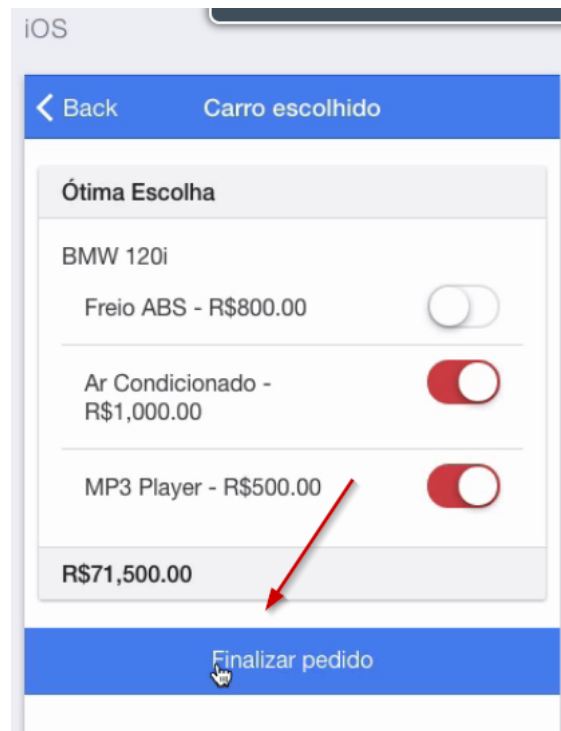 iOS
Back Carro escolhido
Ótima Escolha
BMW 120i
Freio ABS - R$800.00
Ar Condicionado -
R$1,000.00
MP3 Player - R$500.00
R$71,500.00
Finalizar pedido